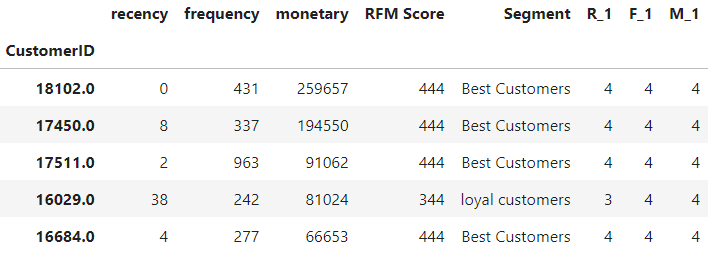 recency frequency monetary RFM Score Segment R_1 F_1 M_1
CustomerID
18102.0 0 431 259657 444 Best Customers 4 4 4
17450.0 8 337 194550 444 Best Customers 4 4 4
17511.0 2 963 91062 444 Best Customers 4 4 4
16029.0 38 242 81024 344 loyal customers 3 4 4
16684.0 4 277 66653 444 Best Customers 4 4 4